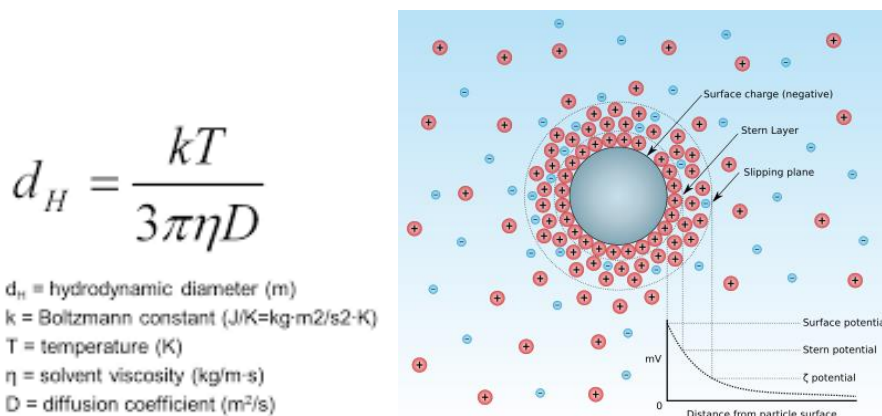 d_H = kT / 3πηD
d_H = hydrodynamic diameter (m)
k = Boltzmann constant (J/K=kg·m2/s2·K)
T = temperature (K)
η = solvent viscosity (kg/m·s)
D = diffusion coefficient (m²/s)
Surface charge (negative)
Stern Layer
Slipping plane
Surface potential
Stern potential
ζ potential
mV
0
Distance from particle surface